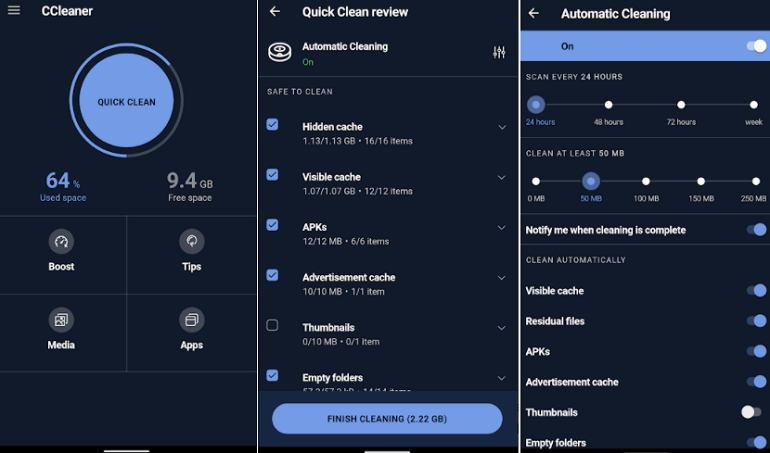 CCleaner
QUICK CLEAN
64 %
Used space
9.4 GB
Free space
Boost
Tips
Media
Apps
Quick Clean review
Automatic Cleaning
On
SAFE TO CLEAN
Hidden cache
1.13/1.13 GB • 16/16 items
Visible cache
1.07/1.07 GB • 12/12 items
APKs
12/12 MB • 6/6 items
Advertisement cache
10/10 MB • 1/1 item
Thumbnails
0/10 MB • 0/1 item
Empty folders
FINISH CLEANING (2.22 GB)
Automatic Cleaning
On
SCAN EVERY 24 HOURS
24 hours
48 hours
72 hours
week
CLEAN AT LEAST 50 MB
0 MB
50 MB
100 MB
150 MB
250 MB
Notify me when cleaning is complete
CLEAN AUTOMATICALLY
Visible cache
Residual files
APKs
Advertisement cache
Thumbnails
Empty folders